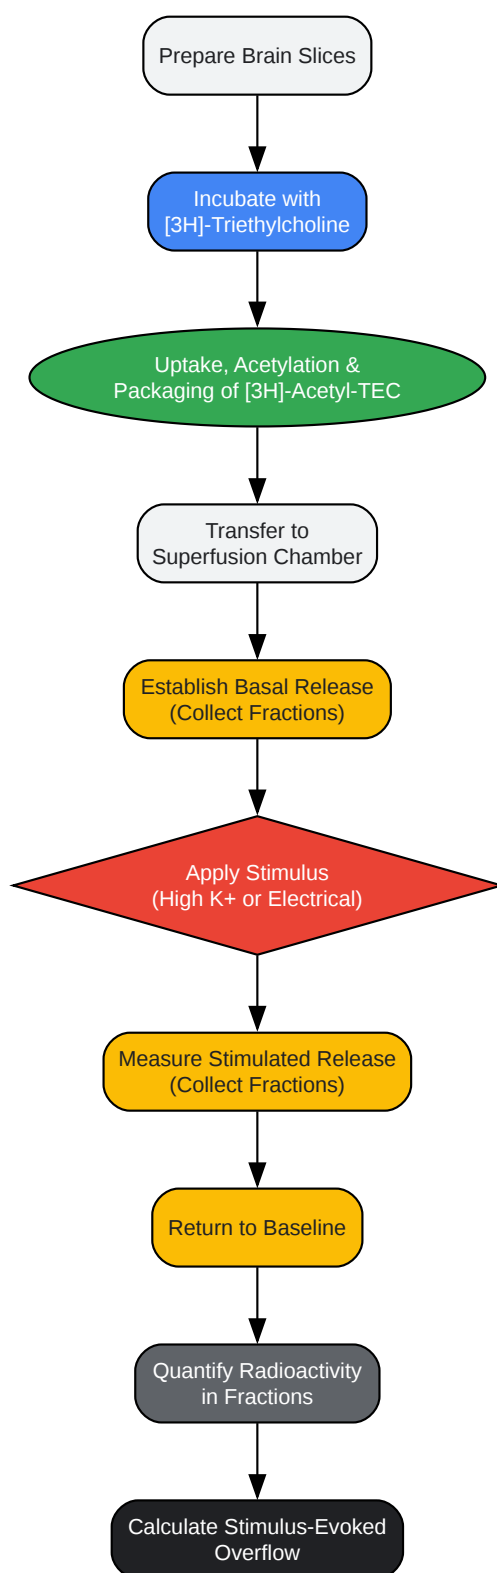 Prepare Brain Slices
Incubate with
[3H]-Triethylcholine
Uptake, Acetylation &
Packaging of [3H]-Acetyl-TEC
Transfer to
Superfusion Chamber
Establish Basal Release
(Collect Fractions)
Apply Stimulus
(High K+ or Electrical)
Measure Stimulated Release
(Collect Fractions)
Return to Baseline
Quantify Radioactivity
in Fractions
Calculate Stimulus-Evoked
Overflow